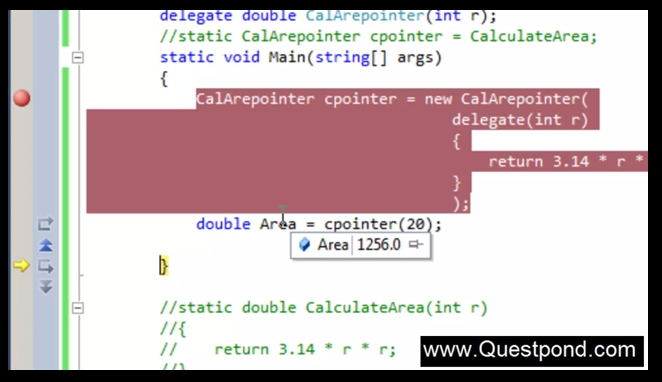 delegate double CalArepointer(int r);
//static CalArepointer cpointer = CalculateArea;
static void Main(string[] args)
{
CalArepointer cpointer = new CalArepointer(
delegate(int r)
{
return 3.14 * r *
}
);
double Area = cpointer(20);
Area 1256.0
}
//static double CalculateArea(int r)
//{
//    return 3.14 * r * r;
//}
www.Questpond.com